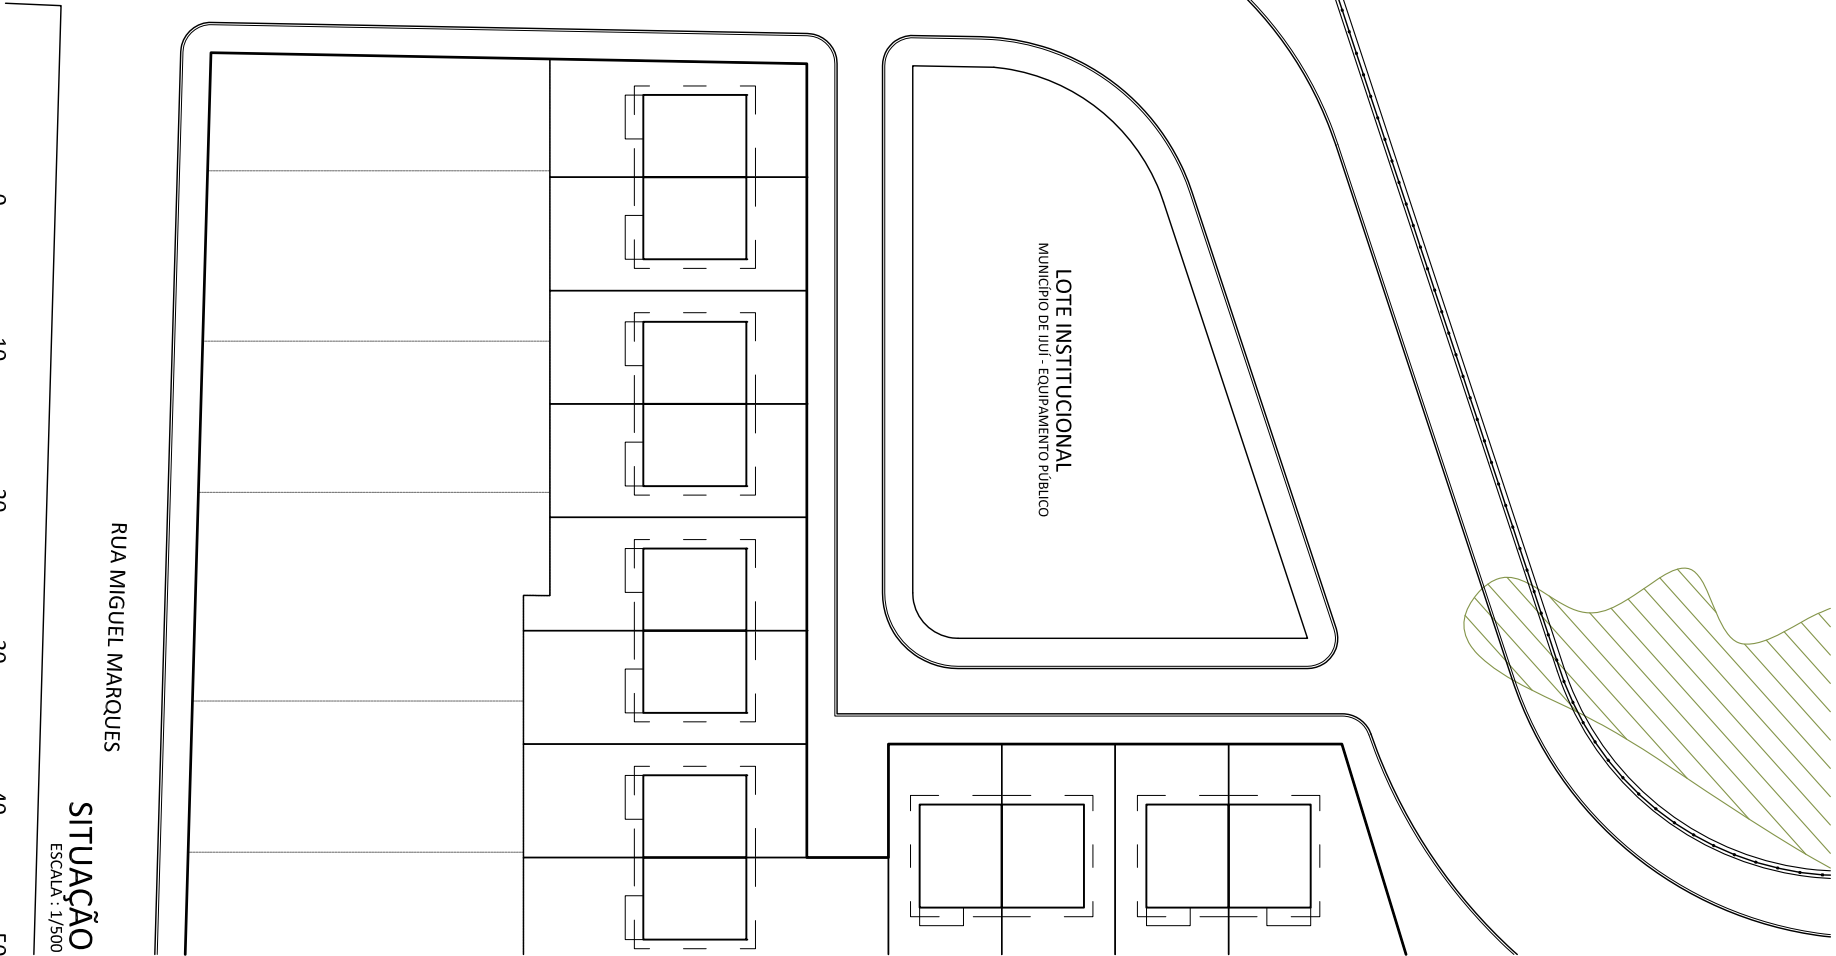 LOTE INSTITUCIONAL
MUNICÍPIO DE IJUÍ - EQUIPAMENTO PÚBLICO
RUA MIGUEL MARQUES
SITUAÇÃO
ESCALA : 1/500